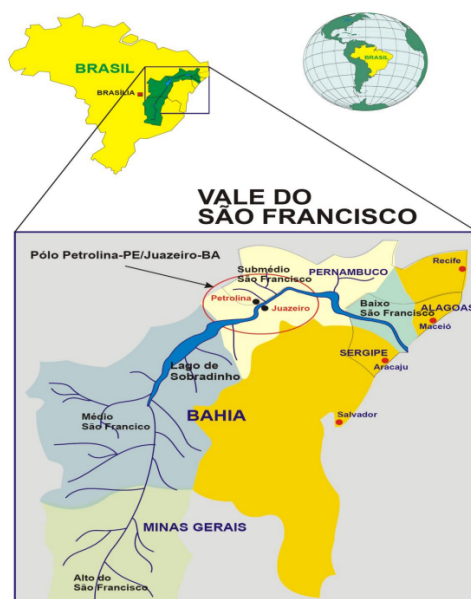 BRASIL
BRASÍLIA
BRASIL
VALE DO
SÃO FRANCISCO
Pólo Petrolina-PE/Juazeiro-BA
Submédio
São Francisco
PERNAMBUCO
Recife
Petrolina
Juazeiro
Baixo
São Francisco
ALAGOAS
Maceió
SERGIPE
Aracaju
Lago de
Sobradinho
BAHIA
Salvador
Médio
São Francico
MINAS GERAIS
Alto do
São Francisco